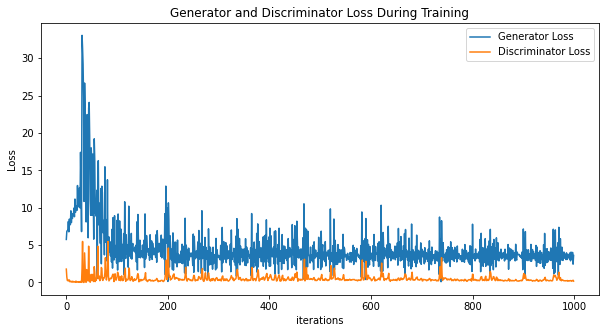 Generator and Discriminator Loss During Training
Generator Loss
Discriminator Loss
Loss
30
25
20
15
10
5
0
0 200 400 600 800 1000
iterations